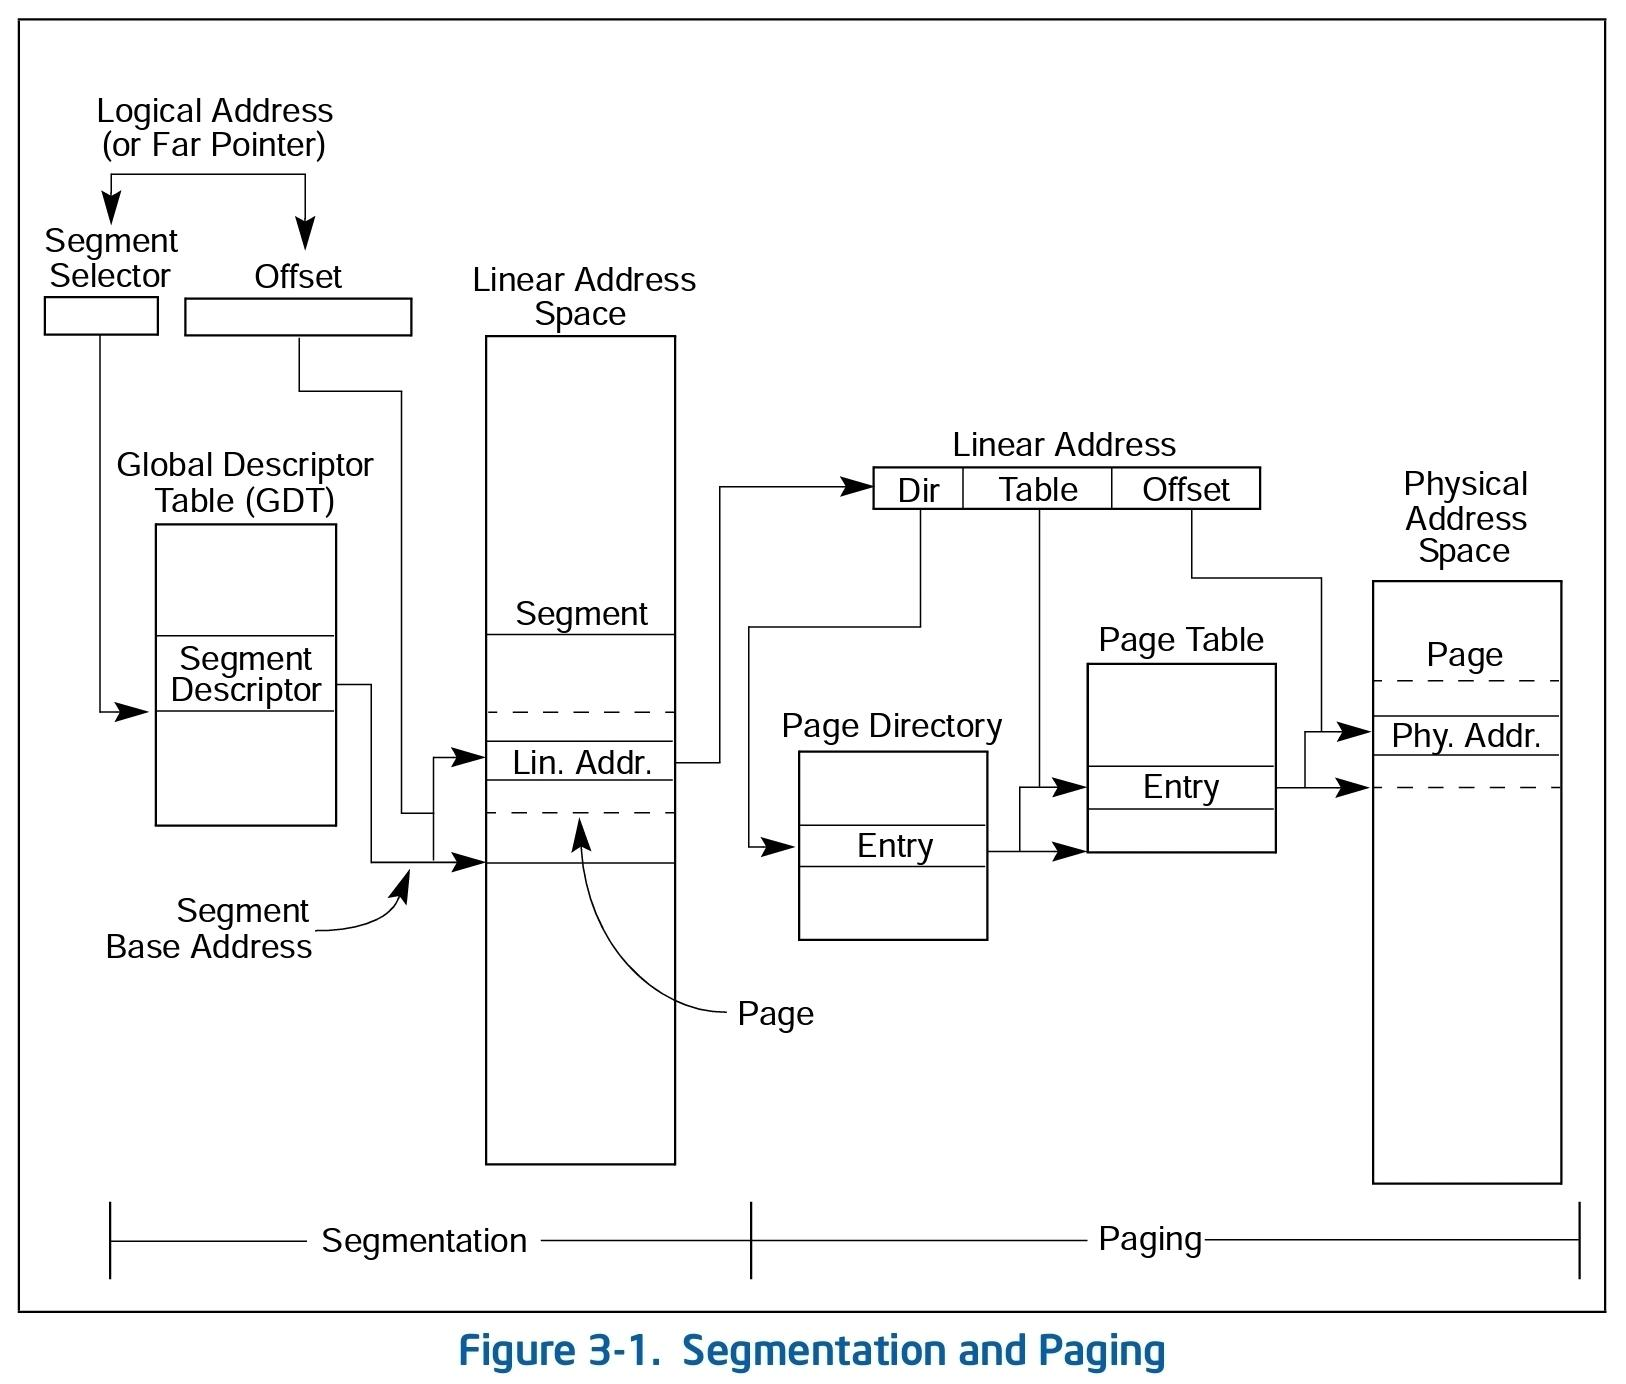 Logical Address
(or Far Pointer)
Segment
Selector
Offset
Linear Address
Space
Global Descriptor
Table (GDT)
Segment
Descriptor
Segment
Lin. Addr.
Segment
Base Address
Page
Linear Address
Dir Table Offset
Page Directory
Entry
Page Table
Entry
Physical
Address
Space
Page
Phy. Addr.
Segmentation
Paging
Figure 3-1. Segmentation and Paging